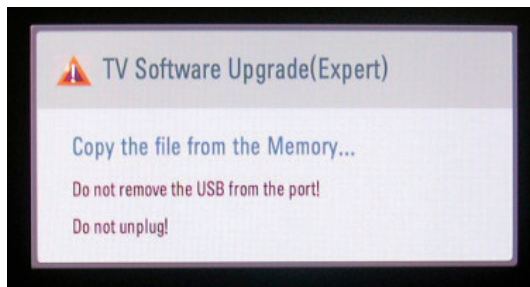 TV Software Upgrade(Expert)
Copy the file from the Memory...
Do not remove the USB from the port!
Do not unplug!